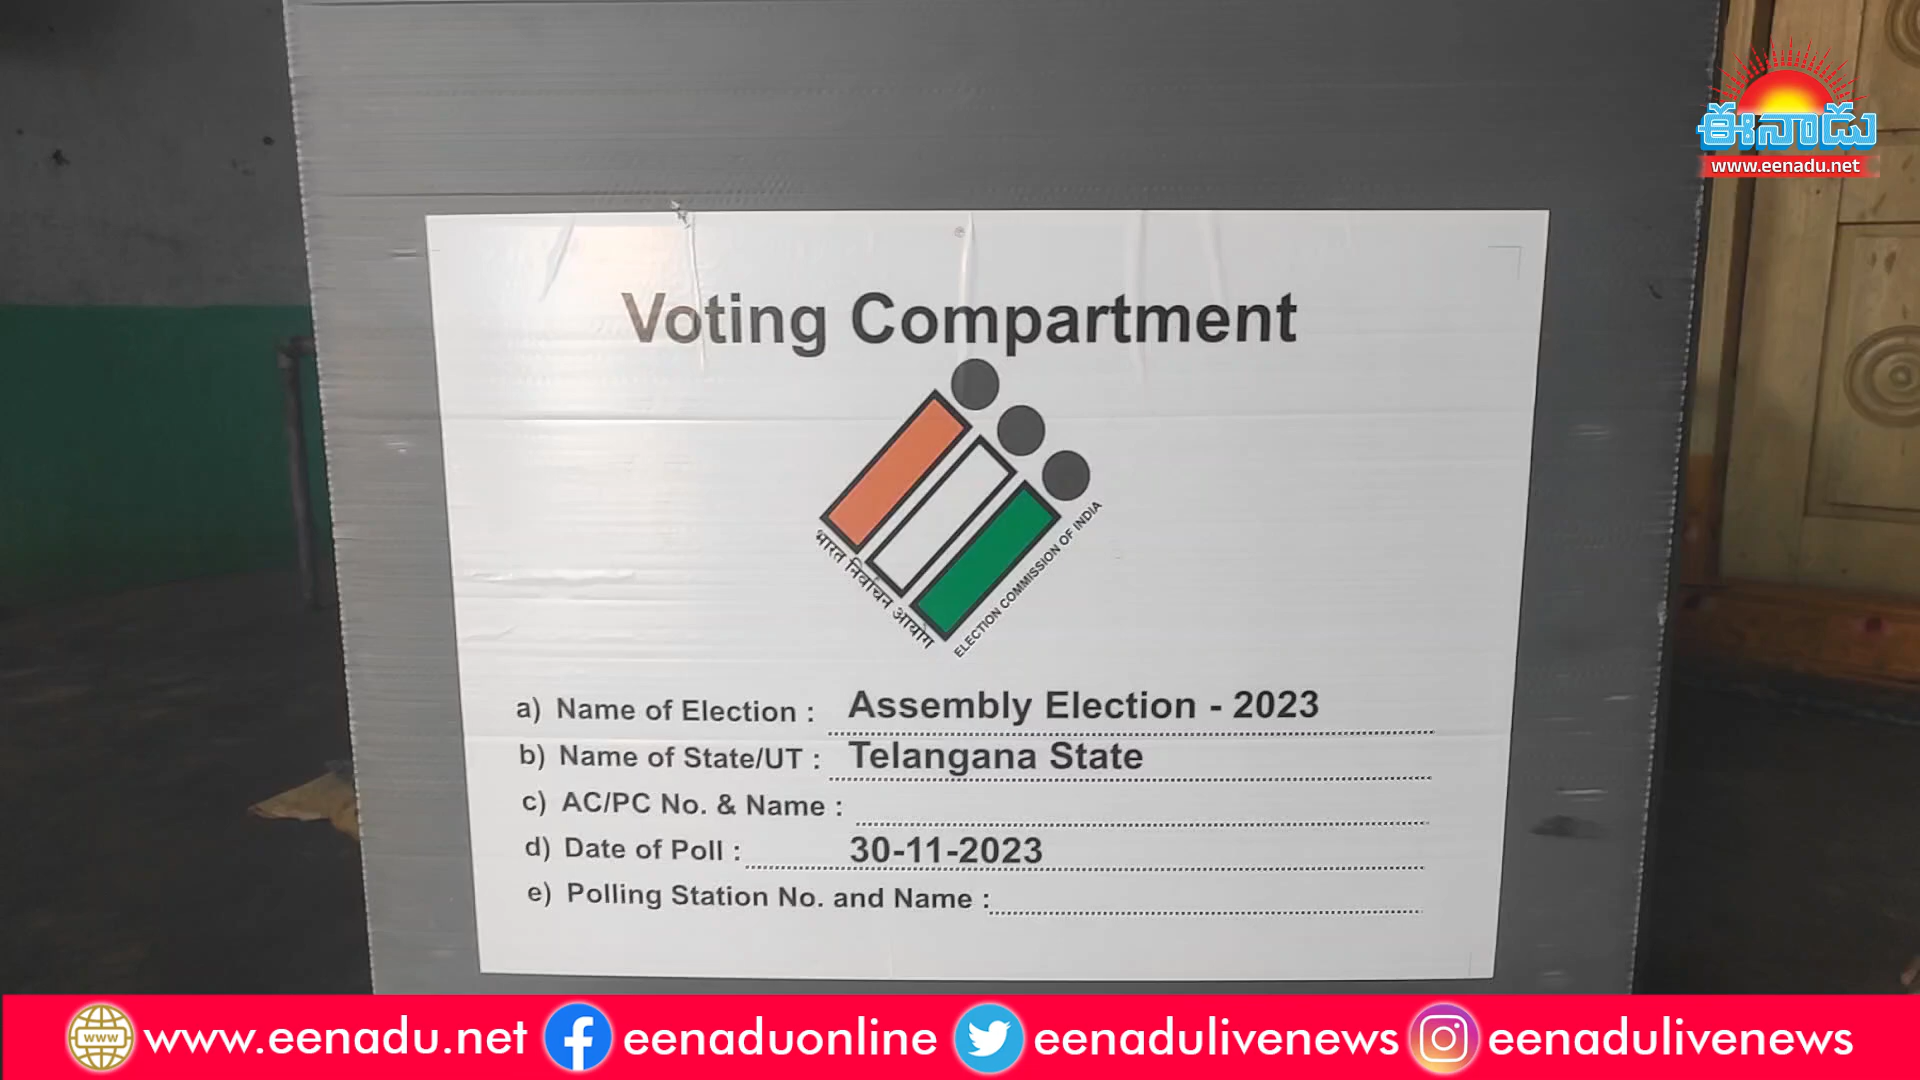 ఈనాడు
www.eenadu.net
Voting Compartment
भारत निर्वाचन आयोग
ELECTION COMMISSION OF INDIA
a) Name of Election : Assembly Election - 2023
b) Name of State/UT : Telangana State
c) AC/PC No. & Name :
d) Date of Poll : 30-11-2023
e) Polling Station No. and Name :
www www.eenadu.net eenaduonline eenadulivenews eenadulivenews